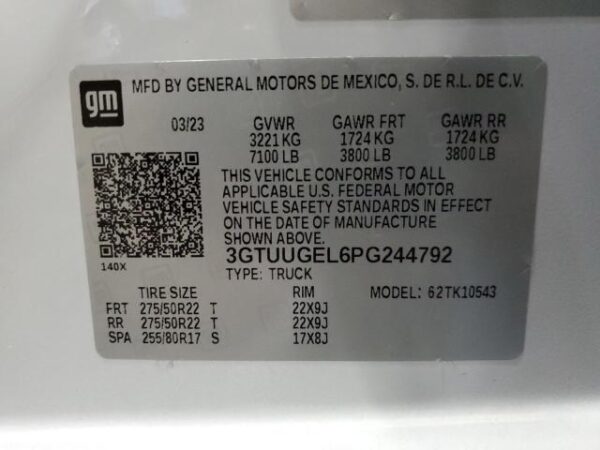 gm
MFD BY GENERAL MOTORS DE MEXICO, S. DE R.L. DE C.V.
03/23 GVWR GAWR FRT GAWR RR
3221 KG 1724 KG 1724 KG
7100 LB 3800 LB 3800 LB
THIS VEHICLE CONFORMS TO ALL
APPLICABLE U.S. FEDERAL MOTOR
VEHICLE SAFETY STANDARDS IN EFFECT
ON THE DATE OF MANUFACTURE
SHOWN ABOVE.
140X
3GTUUGEL6PG244792
TYPE: TRUCK
TIRE SIZE RIM MODEL: 62TK10543
FRT 275/50R22 T 22X9J
RR 275/50R22 T 22X9J
SPA 255/80R17 S 17X8J